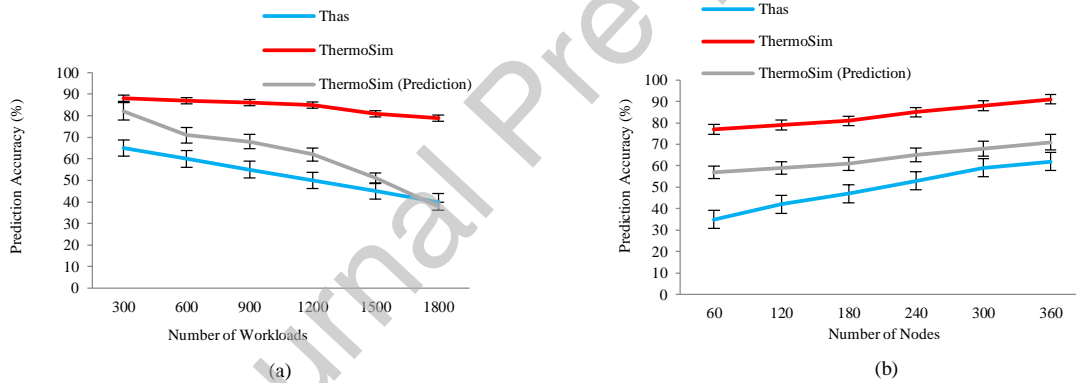 Thas
ThermoSim
ThermoSim (Prediction)
100
90
80
70
60
50
40
30
20
10
0
Prediction Accuracy (%)
300 600 900 1200 1500 1800
Number of Workloads
(a)
Thas
ThermoSim
ThermoSim (Prediction)
100
90
80
70
60
50
40
30
20
10
0
Prediction Accuracy (%)
60 120 180 240 300 360
Number of Nodes
(b)
urnal Pre